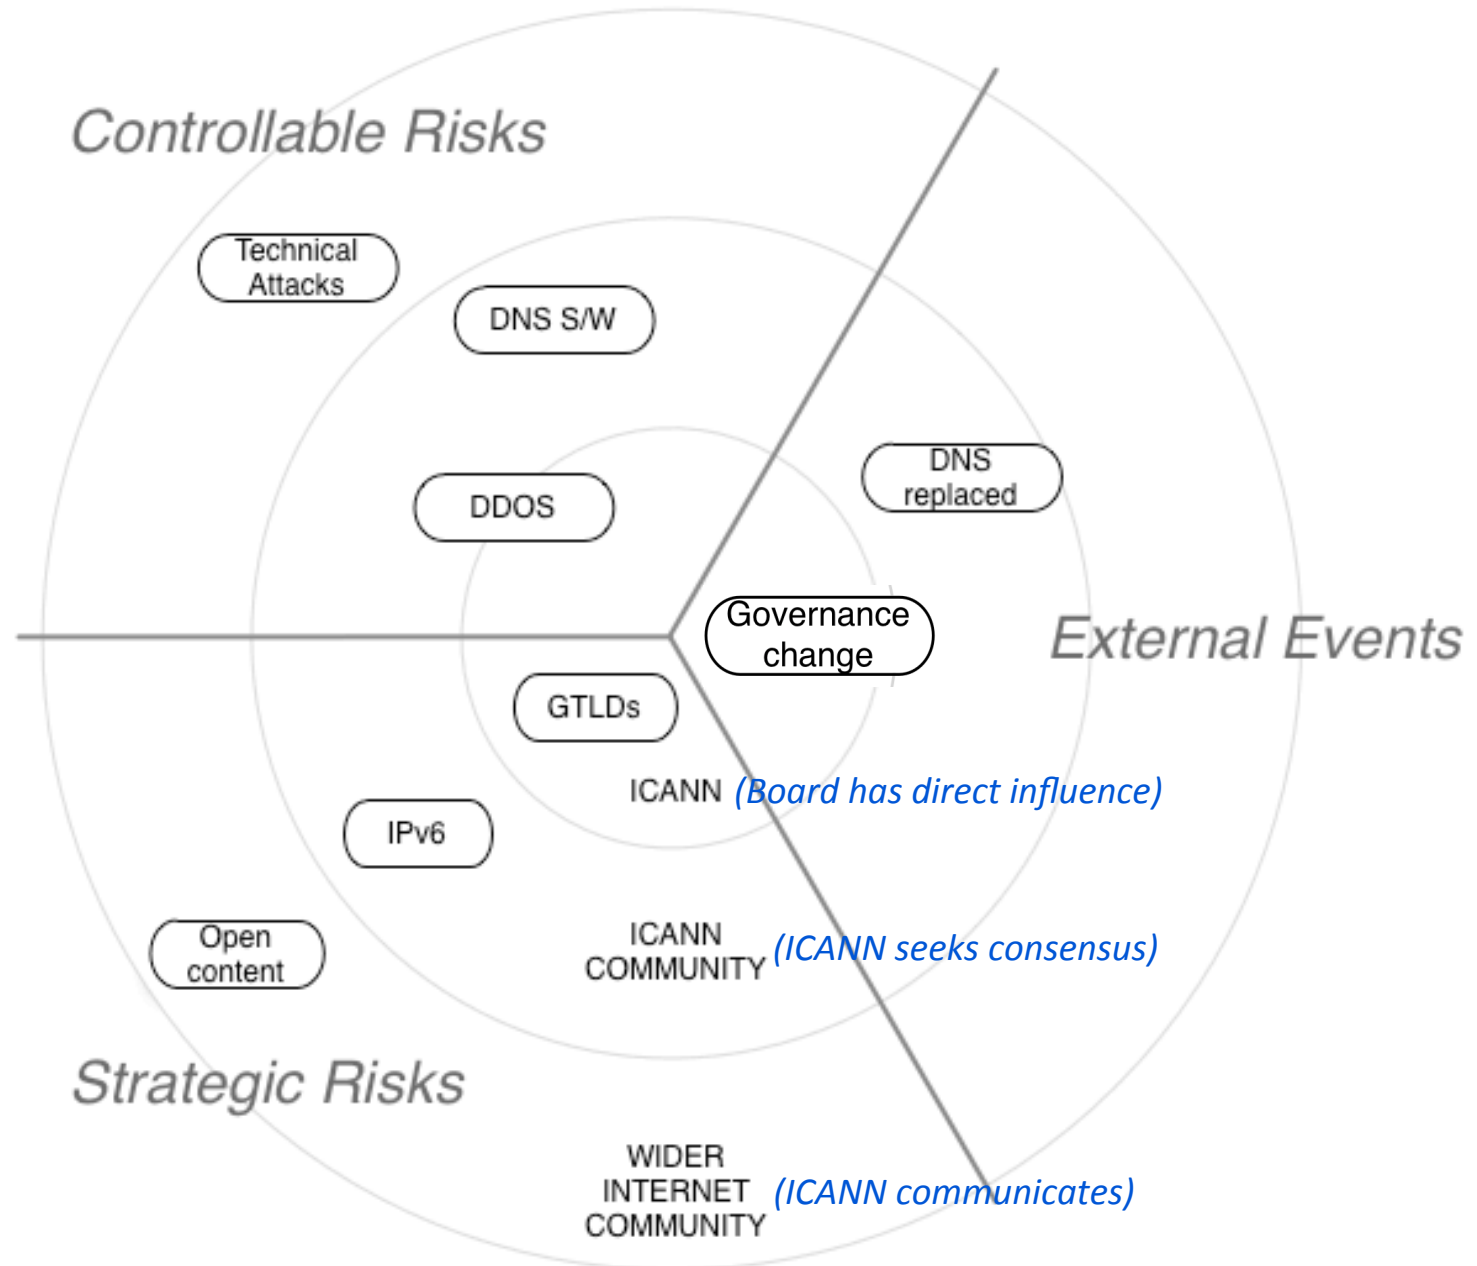 Controllable Risks
Technical
Attacks
DNS S/W
DNS
replaced
DDOS
Governance
change
External Events
GTLDs
ICANN (Board has direct influence)
IPv6
Open
content
ICANN
COMMUNITY (ICANN seeks consensus)
Strategic Risks
WIDER
INTERNET (ICANN communicates)
COMMUNITY